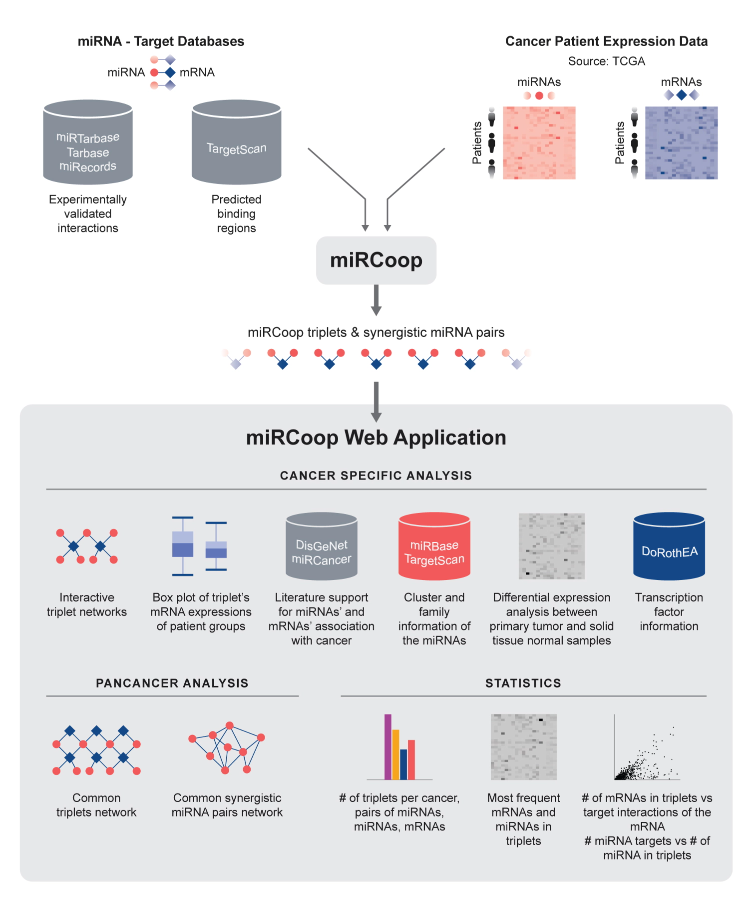 miRNA - Target Databases
miRNA mRNA
miRTarbase
Tarbase
miRecords
TargetScan
Experimentally
validated
interactions
Predicted
binding
regions
Cancer Patient Expression Data
Source: TCGA
miRNAs
mRNAs
Patients
Patients
miRCoop
miRCoop triplets & synergistic miRNA pairs
miRCoop Web Application
CANCER SPECIFIC ANALYSIS
Interactive
triplet networks
Box plot of triplet's
mRNA expressions
of patient groups
DisGeNet
miRCancer
Literature support
for miRNAs' and
mRNAs' association
with cancer
miRBase
TargetScan
Cluster and
family
information of
the miRNAs
Differential expression
analysis between
primary tumor and solid
tissue normal samples
DoRothEA
Transcription
factor
information
PANCANCER ANALYSIS
Common
triplets network
Common synergistic
miRNA pairs network
STATISTICS
# of triplets per cancer,
pairs of miRNAs,
miRNAs, mRNAs
Most frequent
mRNAs and
miRNAs in
triplets
# of mRNAs in triplets vs
target interactions of the
mRNA
# miRNA targets vs # of
miRNA in triplets